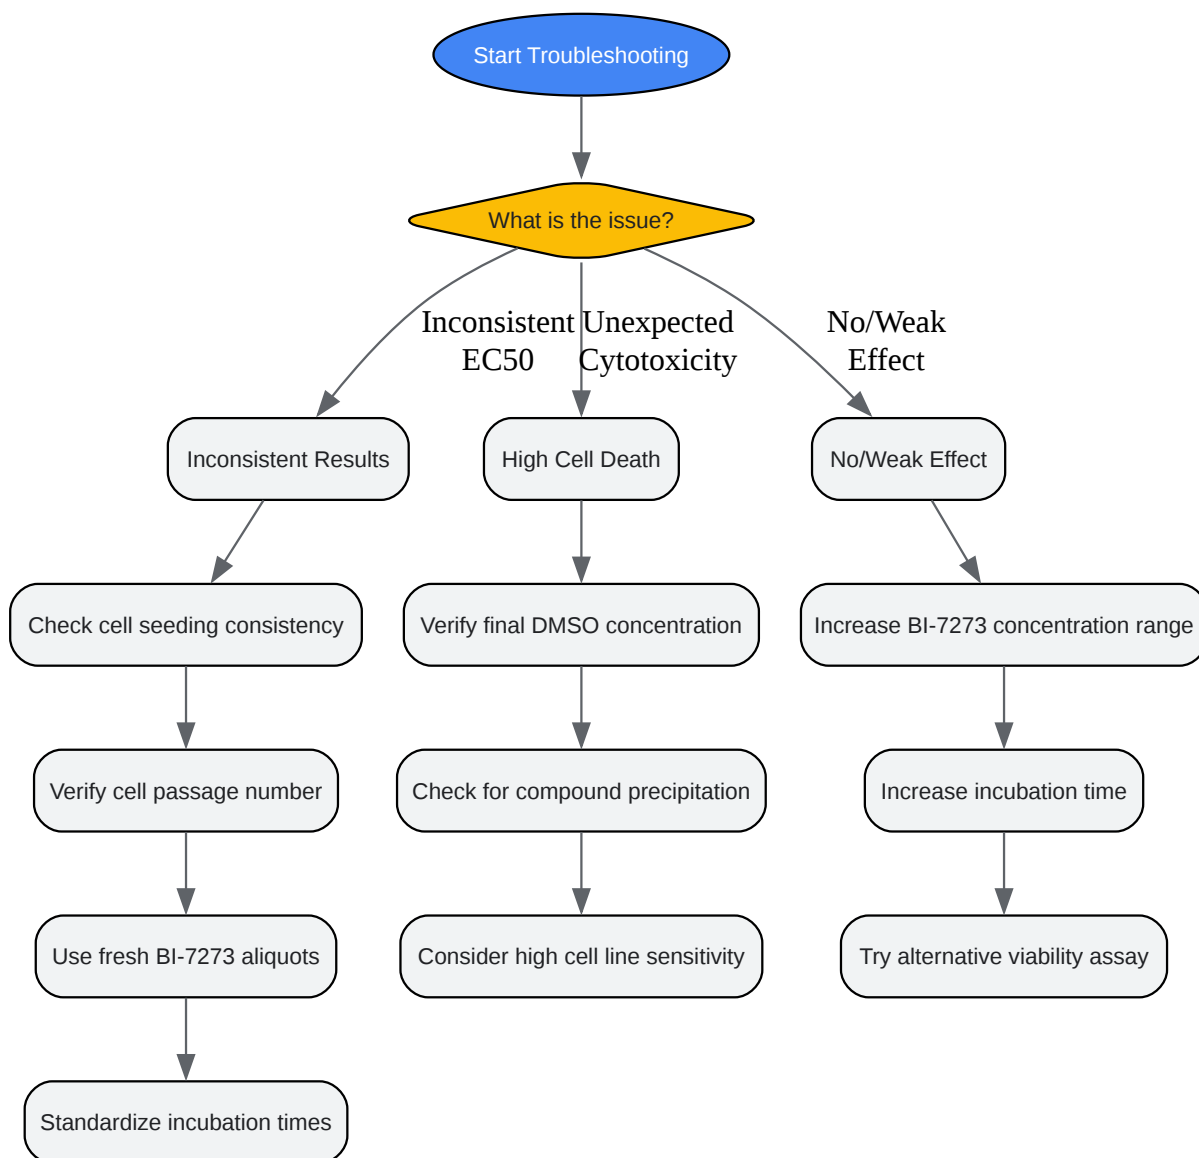 Start Troubleshooting
What is the issue?
Inconsistent
EC50
Unexpected
Cytotoxicity
No/Weak
Effect
Inconsistent Results
High Cell Death
No/Weak Effect
Check cell seeding consistency
Verify final DMSO concentration
Increase BI-7273 concentration range
Verify cell passage number
Check for compound precipitation
Increase incubation time
Use fresh BI-7273 aliquots
Consider high cell line sensitivity
Try alternative viability assay
Standardize incubation times